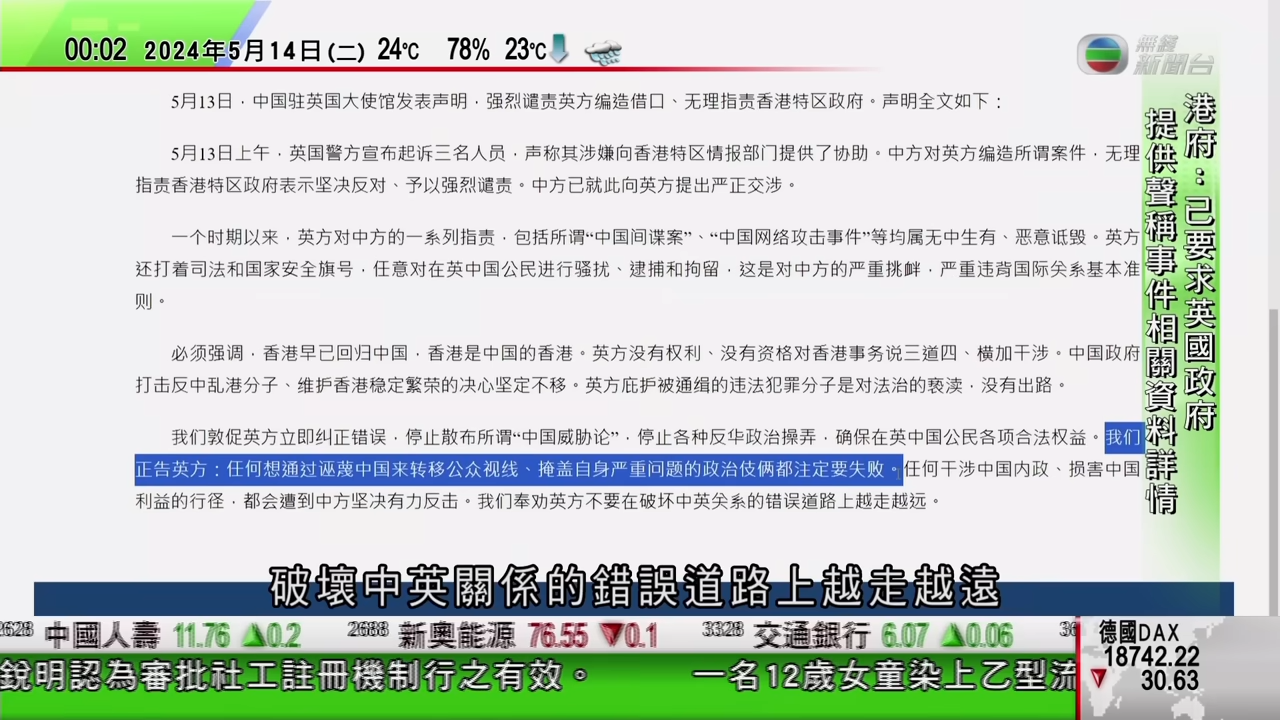 00:02 2024年5月14日(二) 24℃ 78% 23℃
無綫新聞台
港府：已要求英國政府
提供聲稱事件相關資料詳情
5月13日，中国驻英国大使馆发表声明，强烈谴责英方编造借口、无理指责香港特区政府。声明全文如下：
5月13日上午，英国警方宣布起诉三名人员，声称其涉嫌向香港特区情报部门提供了协助。中方对英方编造所谓案件，无理
指责香港特区政府表示坚决反对、予以强烈谴责。中方已就此向英方提出严正交涉。
一个时期以来，英方对中方的一系列指责，包括所谓“中国间谍案”、“中国网络攻击事件”等均属无中生有、恶意诋毁。英方
还打着司法和国家安全旗号，任意对在英中国公民进行骚扰、逮捕和拘留，这是对中方的严重挑衅，严重违背国际关系基本准
则。
必须强调，香港早已回归中国，香港是中国的香港。英方没有权利、没有资格对香港事务说三道四、横加干涉。中国政府
打击反中乱港分子、维护香港稳定繁荣的决心坚定不移。英方庇护被通缉的违法犯罪分子是对法治的亵渎，没有出路。
我们敦促英方立即纠正错误，停止散布所谓“中国威胁论”，停止各种反华政治操弄，确保在英中国公民各项合法权益。我们
正告英方：任何想通过诬蔑中国来转移公众视线、掩盖自身严重问题的政治伎俩都注定要失败。任何干涉中国内政、损害中国
利益的行径，都会遭到中方坚决有力反击 我们奉劝英方不要在破坏中英关系的错误道路上越走越远。
破壞中英關係的錯誤道路上越走越遠
2628 中國人壽 11.76 ▲0.2 2688 新奧能源 76.55 ▼0.1 3328 交通銀行 6.07 ▲0.06 36
德國DAX
18742.22
▼ 30.63
銳明認為審批社工註冊機制行之有效。 一名12歲女童染上乙型流